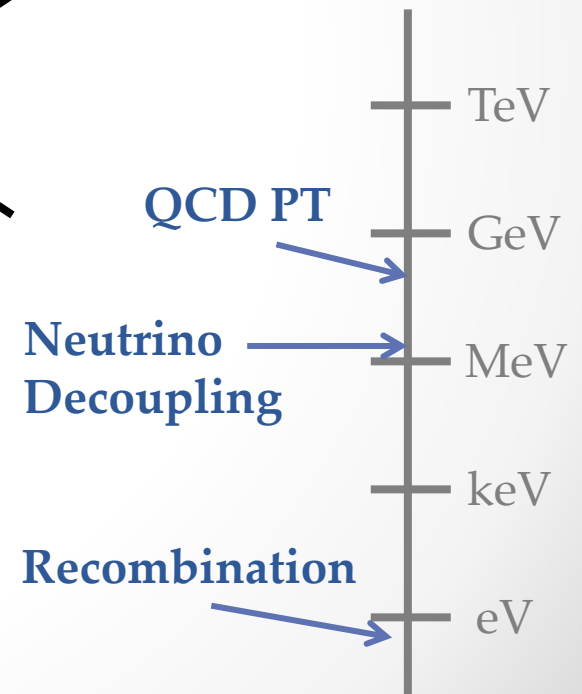 TeV
QCD PT
GeV
Neutrino
Decoupling
MeV
keV
Recombination
eV